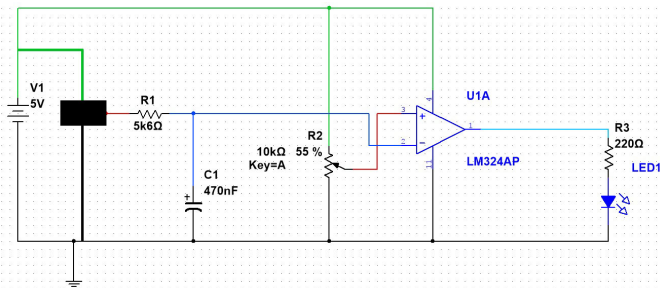 V1
5V
R1
5k6Ω
C1
470nF
R2
10kΩ
55 %
Key=A
3
2
4
11
1
U1A
LM324AP
R3
220Ω
LED1
+